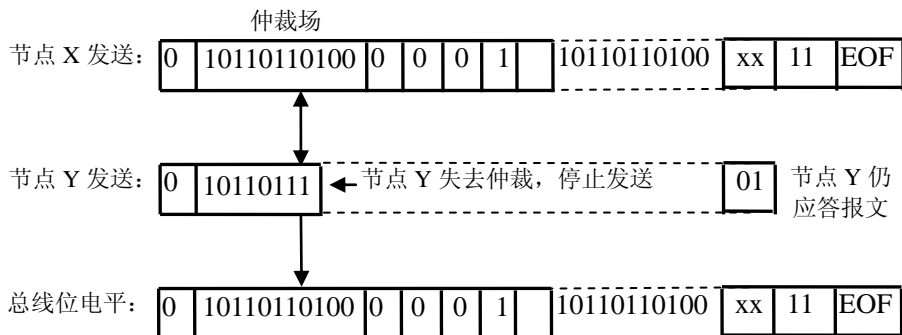 仲裁场
节点 X 发送： 0 10110110100 0 0 0 1 10110110100 xx 11 EOF
节点 Y 发送： 0 10110111 节点 Y 失去仲裁，停止发送 01 节点 Y 仍
应答报文
总线位电平： 0 10110110100 0 0 0 1 10110110100 xx 11 EOF